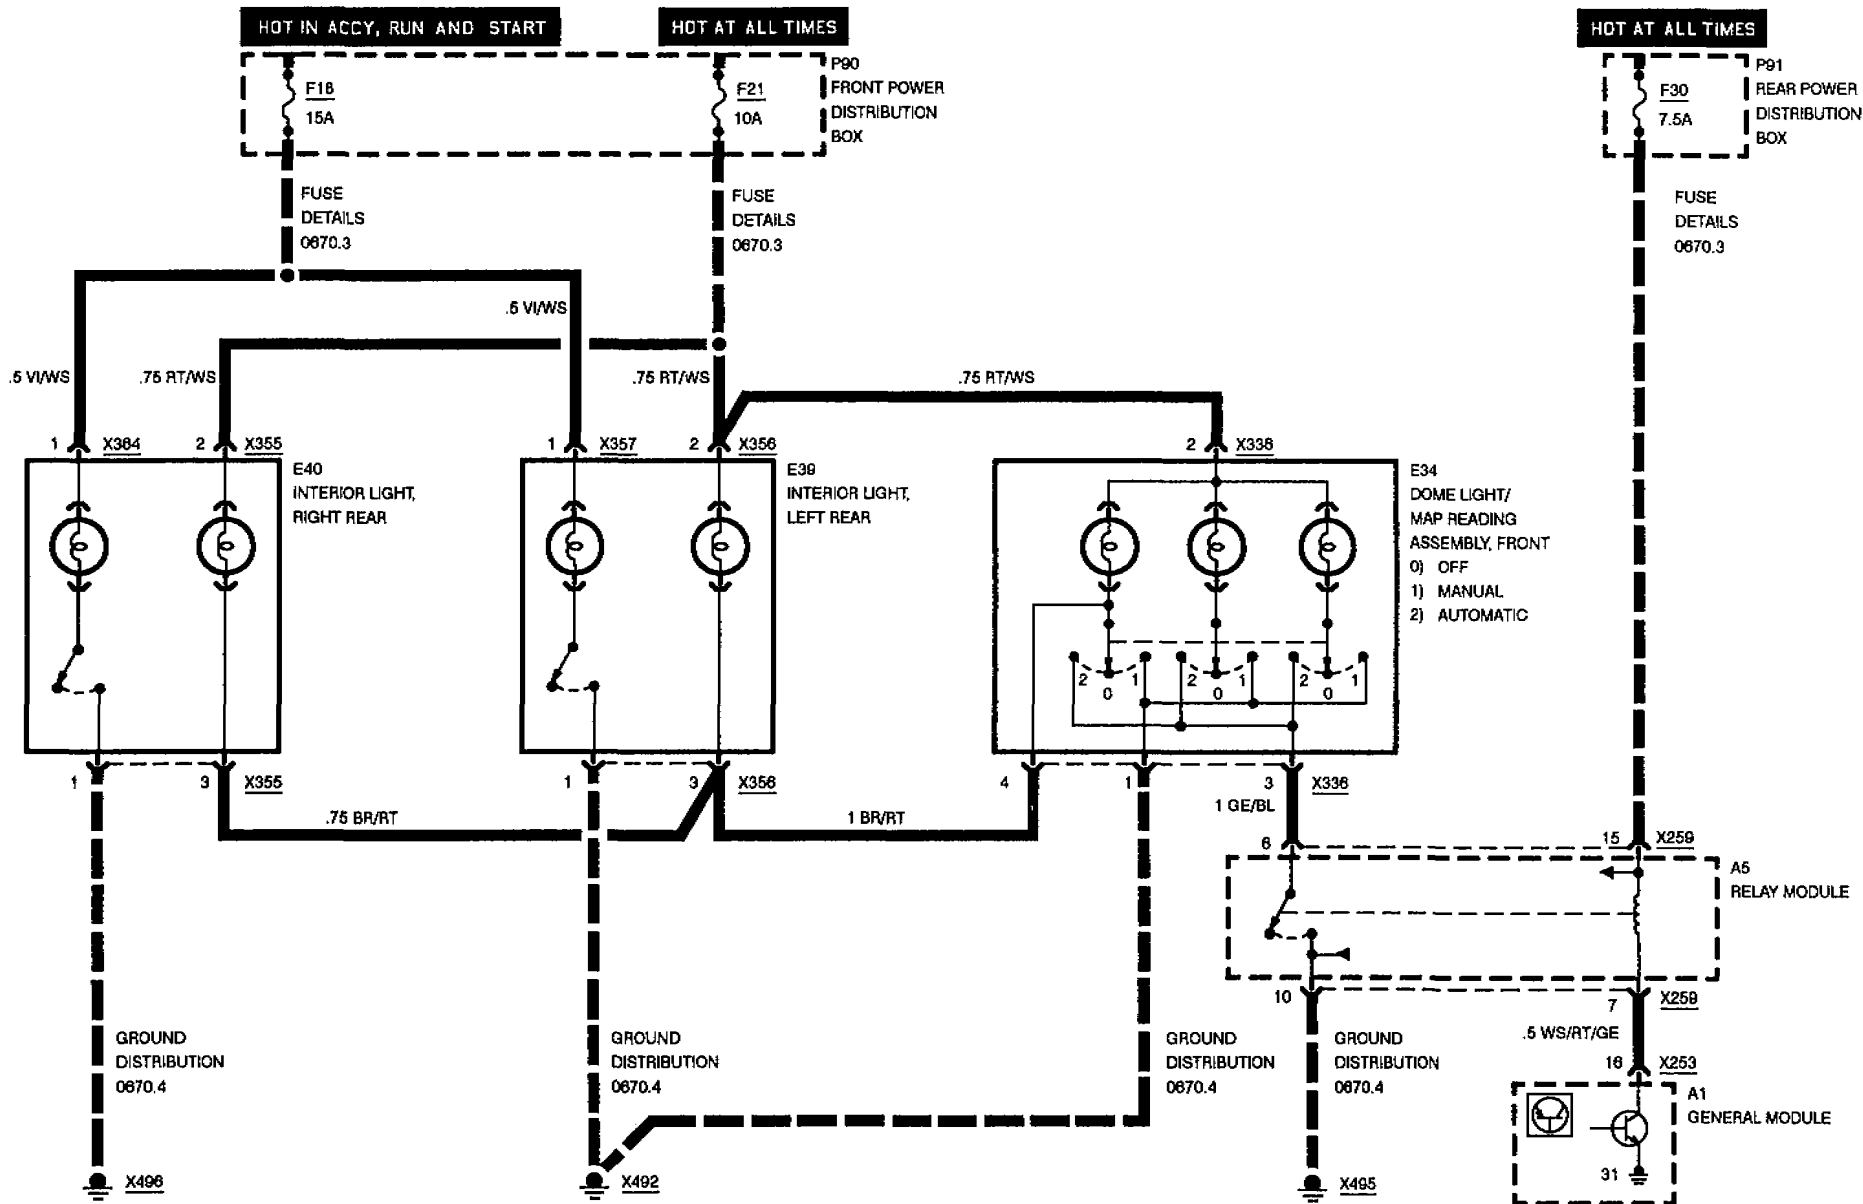 HOT IN ACCY, RUN AND START
HOT AT ALL TIMES
HOT AT ALL TIMES
F18
15A
F21
10A
P90
FRONT POWER
DISTRIBUTION
BOX
F30
7.5A
P91
REAR POWER
DISTRIBUTION
BOX
FUSE
DETAILS
0670.3
FUSE
DETAILS
0670.3
FUSE
DETAILS
0670.3
.5 VI/WS
.5 VI/WS
.75 RT/WS
.75 RT/WS
.75 RT/WS
1
X364
2
X355
1
X357
2
X356
2
X336
E40
INTERIOR LIGHT,
RIGHT REAR
E39
INTERIOR LIGHT,
LEFT REAR
E34
DOME LIGHT/
MAP READING
ASSEMBLY, FRONT
0) OFF
1) MANUAL
2) AUTOMATIC
2
0
1
2
0
1
2
0
1
1
3
X355
1
3
X356
4
1
3
X336
.75 BR/RT
1 BR/RT
1 GE/BL
6
15
X259
A5
RELAY MODULE
10
7
X259
.5 WS/RT/GE
16
X253
GROUND
DISTRIBUTION
0670.4
GROUND
DISTRIBUTION
0670.4
GROUND
DISTRIBUTION
0670.4
GROUND
DISTRIBUTION
0670.4
A1
GENERAL MODULE
31
X496
X492
X495